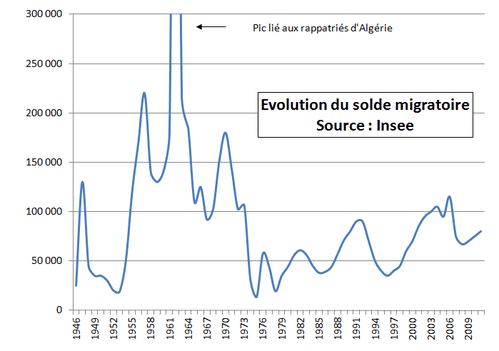 300 000
Pic lié aux rappatriés d'Algérie
250 000
200 000
Evolution du solde migratoire
Source : Insee
150 000
100 000
50 000
0
1946 1949 1952 1955 1958 1961 1964 1967 1970 1973 1976 1979 1982 1985 1988 1991 1994 1997 2000 2003 2006 2009